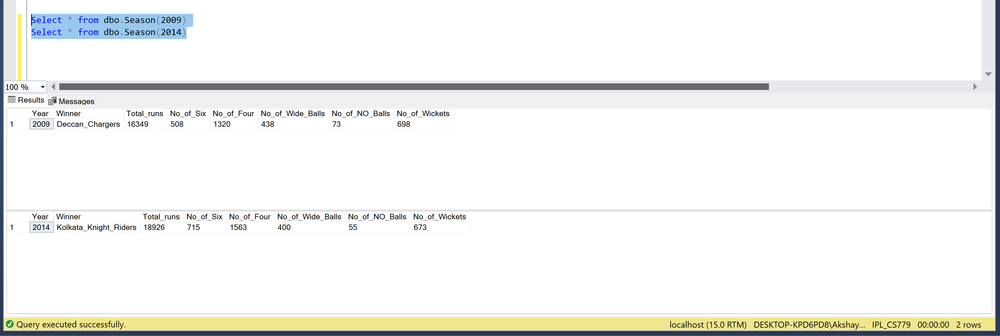 Select * from dbo.Season(2009)
Select * from dbo.Season(2014)
100 %
Results Messages
Year Winner Total_runs No_of_Six No_of_Four No_of_Wide_Balls No_of_NO_Balls No_of_Wickets
1 2009 Deccan_Chargers 16349 508 1320 438 73 698
Year Winner Total_runs No_of_Six No_of_Four No_of_Wide_Balls No_of_NO_Balls No_of_Wickets
1 2014 Kolkata_Knight_Riders 18926 715 1563 400 55 673
Query executed successfully. localhost (15.0 RTM) DESKTOP-KPD6PD8\Akshay... IPL_CS779 00:00:00 2 rows